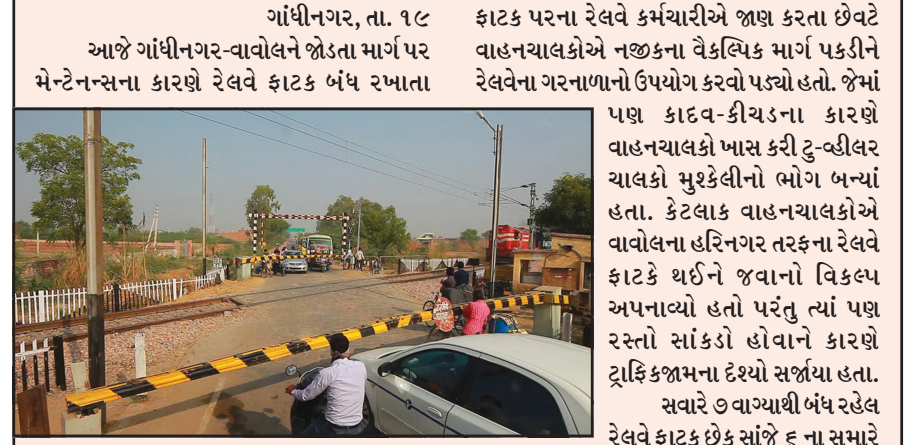 ગાંધીનગર, તા. ૧૯
આજે ગાંધીનગર-વાવોલને જોડતા માર્ગ પર
મેન્ટેનન્સના કારણે રેલવે ફાટક બંધ રખાતા
ફાટક પરના રેલવે કર્મચારીએ જાણ કરતા છેવટે
વાહનચાલકોએ નજીકના વૈકલ્પિક માર્ગ પકડીને
રેલવેના ગરનાળાનો ઉપયોગ કરવો પડ્યો હતો. જેમાં
પણ કાદવ-કીચડના કારણે
વાહનચાલકો ખાસ કરી ટુ-વ્હીલર
ચાલકો મુશ્કેલીનો ભોગ બન્યાં
હતા. કેટલાક વાહનચાલકોએ
વાવોલના હરિનગર તરફના રેલવે
ફાટકે થઈને જવાનો વિકલ્પ
અપનાવ્યો હતો પરંતુ ત્યાં પણ
રસ્તો સાંકડો હોવાને કારણે
ટ્રાફિકજામના દૃશ્યો સર્જાયા હતા.
સવારે ૭ વાગ્યાથી બંધ રહેલ
રેલવે ફાટક છેક સાંજે ૬ ના સુમારે